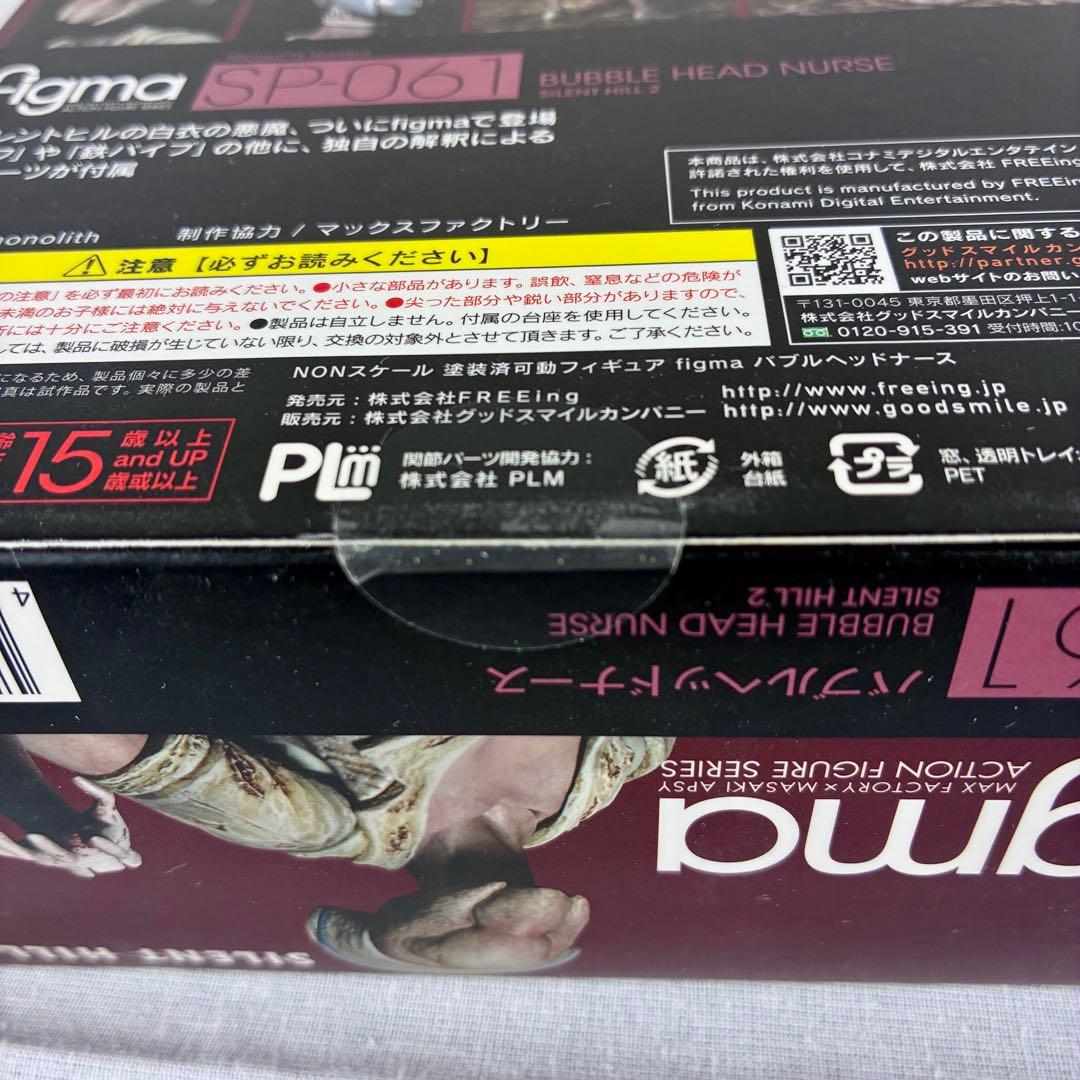 figma
SP-061
BUBBLE HEAD NURSE
SILENT HILL 2
レントヒルの白衣の悪魔、ついにfigmaで登場
や「鉄パイプ」の他に、独自の解釈による
ーツが付属
本商品は、株式会社コナミデジタルエンタテイン
許諾された権利を使用して、株式会社 FREEing
This product is manufactured by FREEing
from Konami Digital Entertainment.
monolith 制作協力 / マックスファクトリー
注意【必ずお読みください】
の注意」を必ず最初にお読みください。●小さな部品があります。誤飲、窒息などの危険が
未満のお子様には絶対に与えないでください。●尖った部分や鋭い部分がありますので、
には十分にご注意ください。●製品は自立しません。付属の台座を使用してください。
しては、製品に破損が生じていない限り、交換の対象外とさせて頂きます。ご了承ください。
この製品に関する
グッドスマイルカン
http://partner.g
webサイトのお問い
〒131-0045 東京都墨田区押上1-1
株式会社グッドスマイルカンパニー
0120-915-391 受付時間:10
になるため、製品個々に多少の差
真は試作品です。実際の製品と
NONスケール 塗装済可動フィギュア figma バブルヘッドナース
発売元：株式会社FREEing http://www.freeing.jp
販売元：株式会社グッドスマイルカンパニー http://www.goodsmile.jp
齢
15
歳以上
and UP
歳或以上
PLM
関節パーツ開発協力：
株式会社 PLM
紙
外箱
台紙
プラ
窓、透明トレイ:
PET
4
61
BUBBLE HEAD NURSE
SILENT HILL 2
バブルヘッドナース
gma
MAX FACTORY×MASAKI APSY
ACTION FIGURE SERIES
SILENT HILL